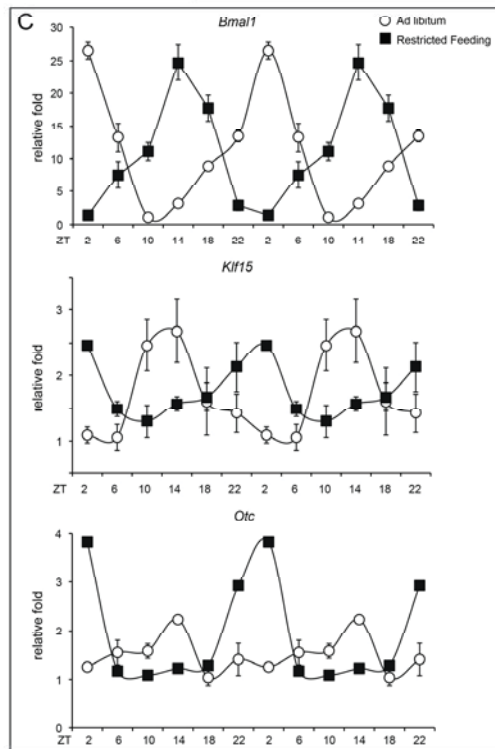 C
Bmal1
Ad libitum
Restricted Feeding
relative fold
30
25
20
15
10
5
0
ZT 2 6 10 14 18 22 2 6 10 14 18 22
Klf15
relative fold
3
2
1
ZT 2 6 10 14 18 22 2 6 10 14 18 22
Otc
relative fold
4
3
2
1
0
ZT 2 6 10 14 18 22 2 6 10 14 18 22